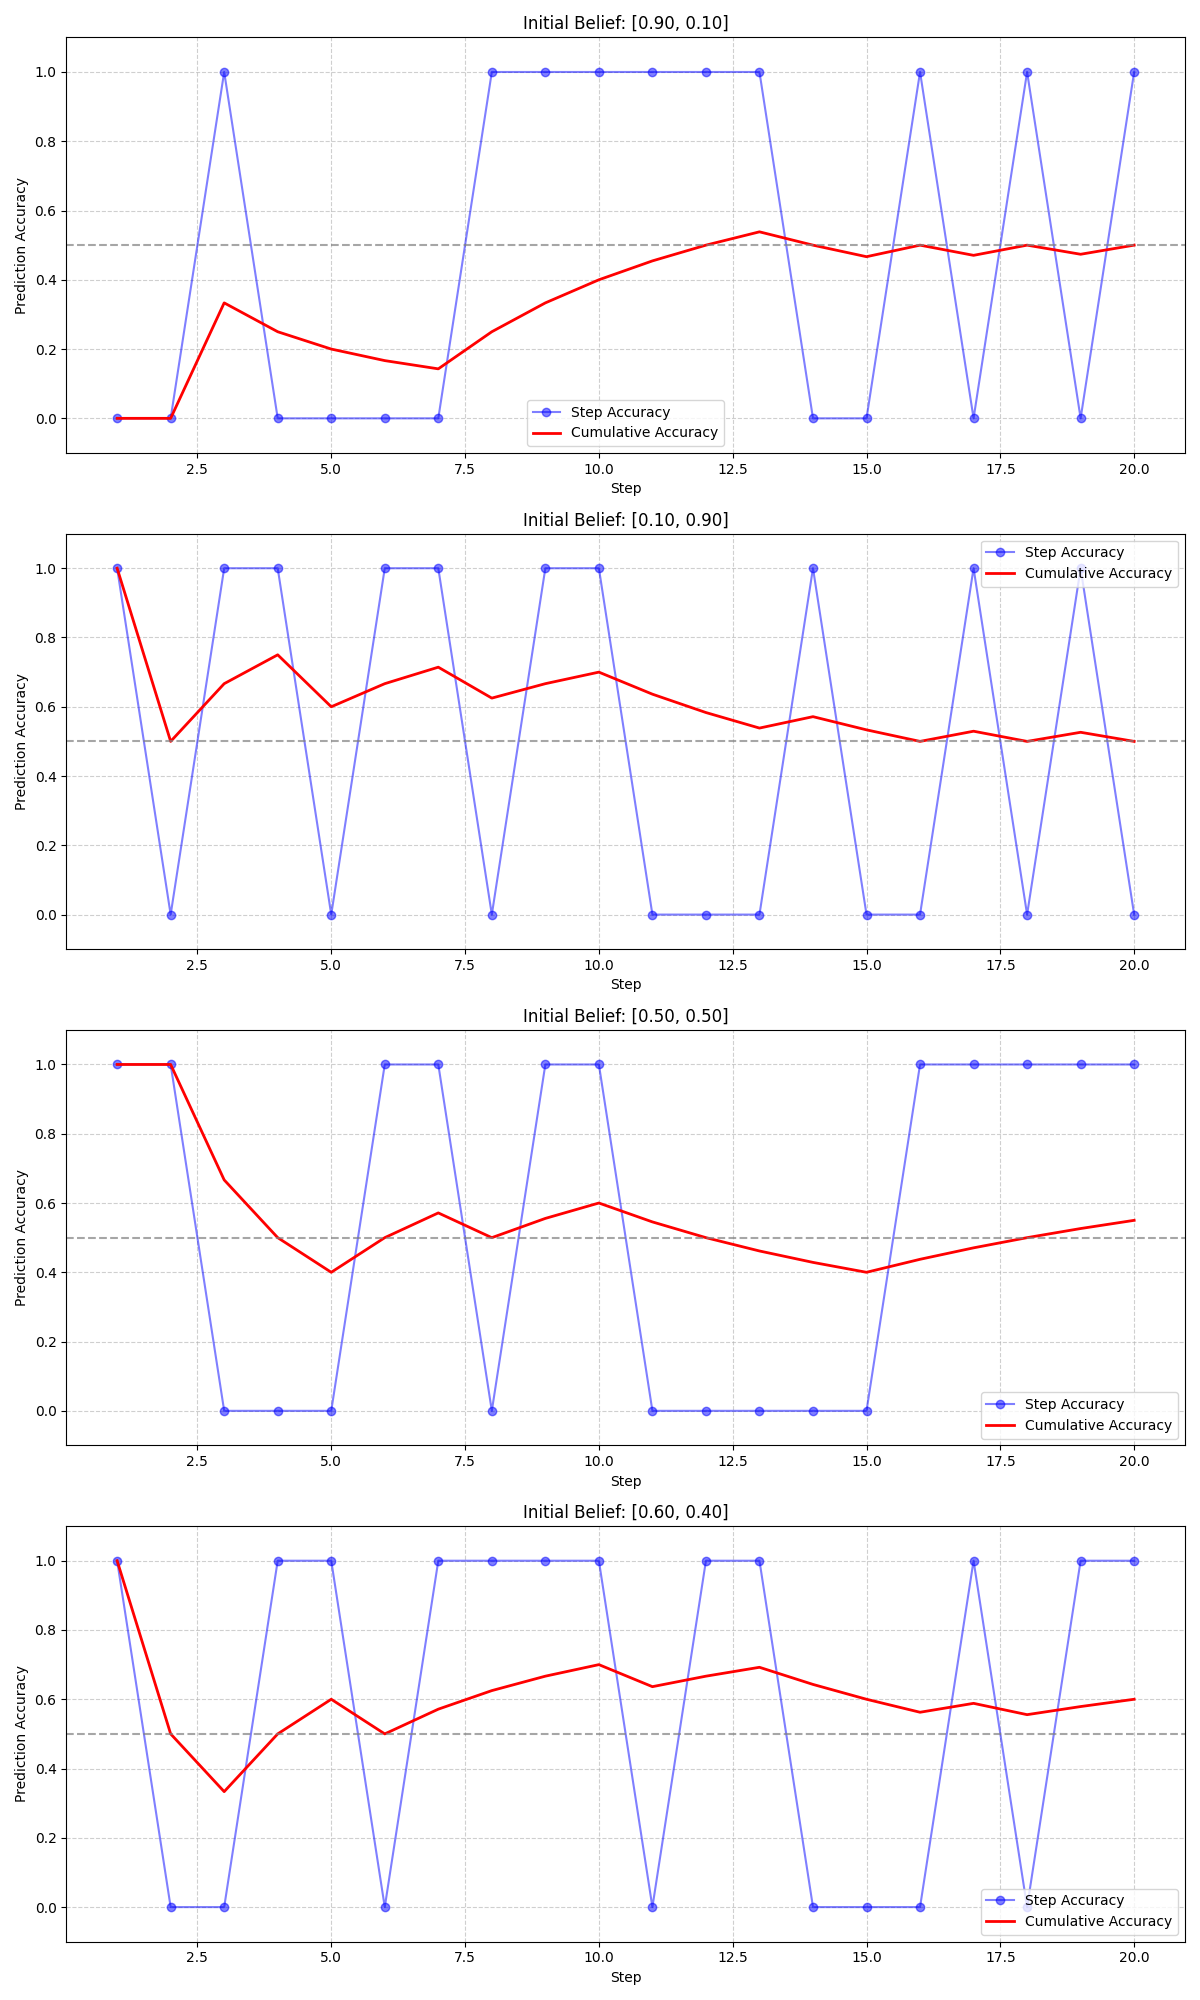 Initial Belief: [0.90, 0.10]
1.0
0.8
0.6
0.4
0.2
0.0
Prediction Accuracy
Step Accuracy
Cumulative Accuracy
2.5 5.0 7.5 10.0 12.5 15.0 17.5 20.0
Step
Initial Belief: [0.10, 0.90]
1.0
0.8
0.6
0.4
0.2
0.0
Prediction Accuracy
Step Accuracy
Cumulative Accuracy
2.5 5.0 7.5 10.0 12.5 15.0 17.5 20.0
Step
Initial Belief: [0.50, 0.50]
1.0
0.8
0.6
0.4
0.2
0.0
Prediction Accuracy
Step Accuracy
Cumulative Accuracy
2.5 5.0 7.5 10.0 12.5 15.0 17.5 20.0
Step
Initial Belief: [0.60, 0.40]
1.0
0.8
0.6
0.4
0.2
0.0
Prediction Accuracy
Step Accuracy
Cumulative Accuracy
2.5 5.0 7.5 10.0 12.5 15.0 17.5 20.0
Step